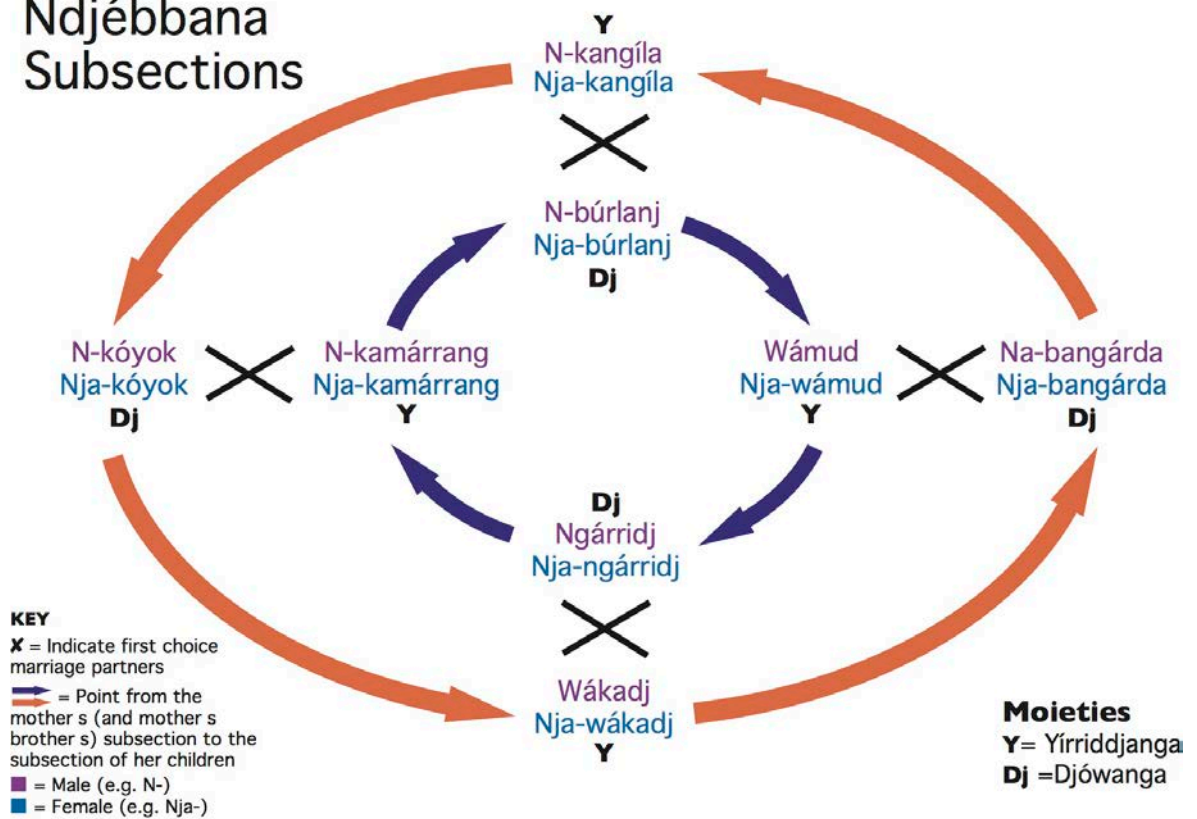 Ndjébbana
Subsections
Y
N-kangíla
Nja-kangíla
N-búrlanj
Nja-búrlanj
Dj
N-kóyok
Nja-kóyok
Dj
N-kamárrang
Nja-kamárrang
Y
Wámud
Nja-wámud
Y
Na-bangárda
Nja-bangárda
Dj
Dj
Ngárridj
Nja-ngárridj
Wákadj
Nja-wákadj
Y
KEY
✘ = Indicate first choice
marriage partners
= Point from the
mother s (and mother s
brother s) subsection to the
subsection of her children
= Male (e.g. N-)
= Female (e.g. Nja-)
Moieties
Y= Yírriddjanga
Dj =Djówanga